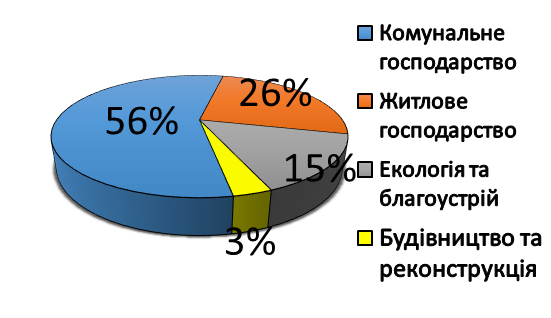 56%
26%
15%
3%
Комунальне
господарство
Житлове
господарство
Екологія та
благоустрій
Будівництво та
реконструкція